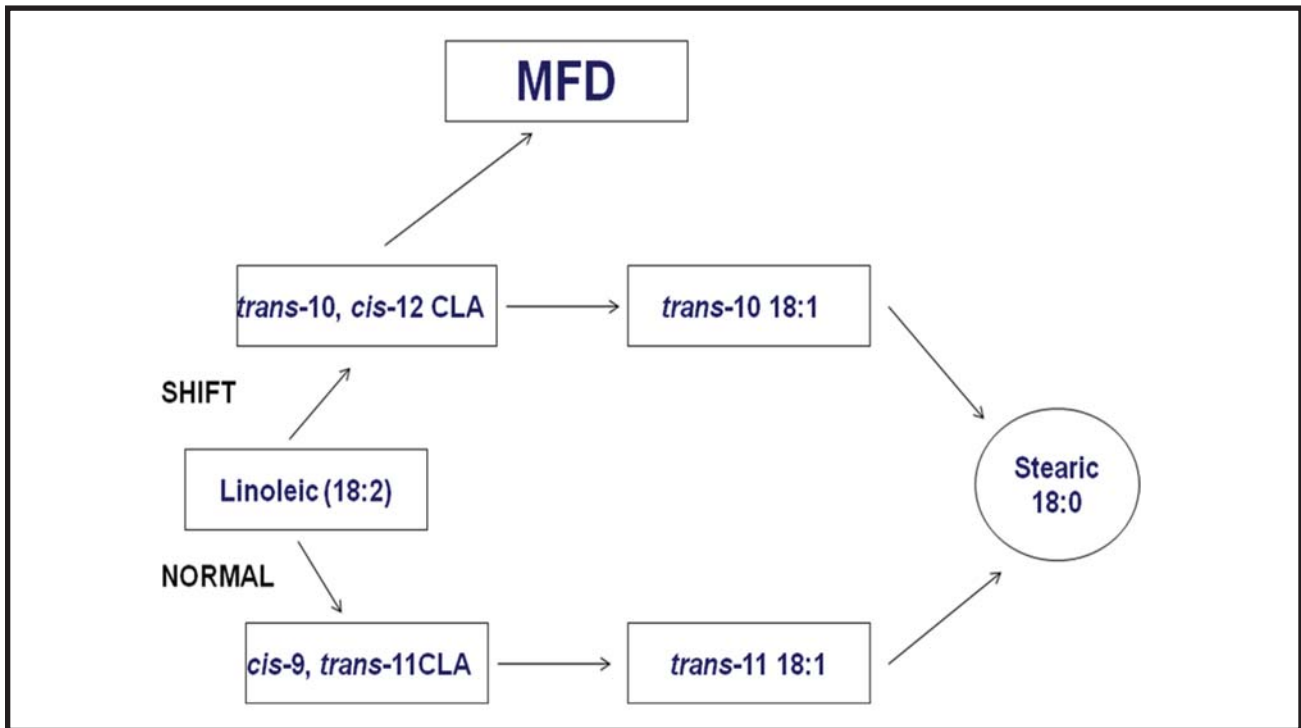 MFD
trans-10, cis-12 CLA
trans-10 18:1
SHIFT
Linoleic (18:2)
Stearic
18:0
NORMAL
cis-9, trans-11CLA
trans-11 18:1